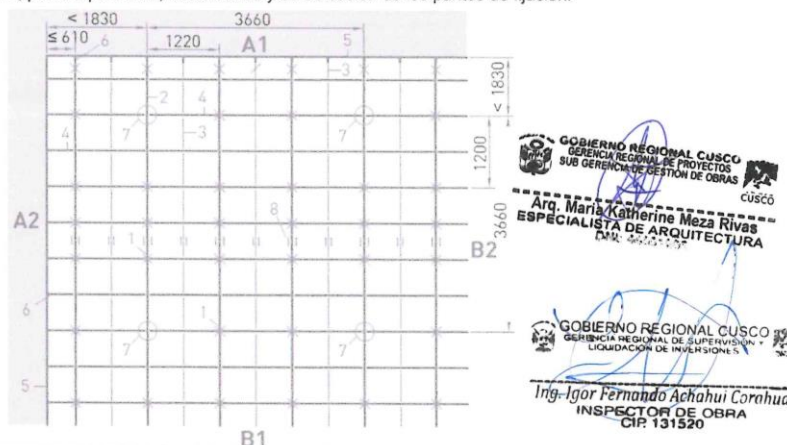 < 1830
3660
≤ 610
6
1220
A1
5
3
2
4
< 1830
7
7
4
3
1200
A2
8
3660
B2
1
6
1
7
7
5
B1
GOBIERNO REGIONAL CUSCO
GERENCIA REGIONAL DE PROYECTOS
SUB GERENCIA DE GESTIÓN DE OBRAS
CUSCO
Arq. María Katherine Meza Rivas
ESPECIALISTA DE ARQUITECTURA
GOBIERNO REGIONAL CUSCO
GERENCIA REGIONAL DE SUPERVISIÓN Y
LIQUIDACIÓN DE INVERSIONES
Ing. Igor Fernando Achahui Corahua
INSPECTOR DE OBRA
CIP. 131520